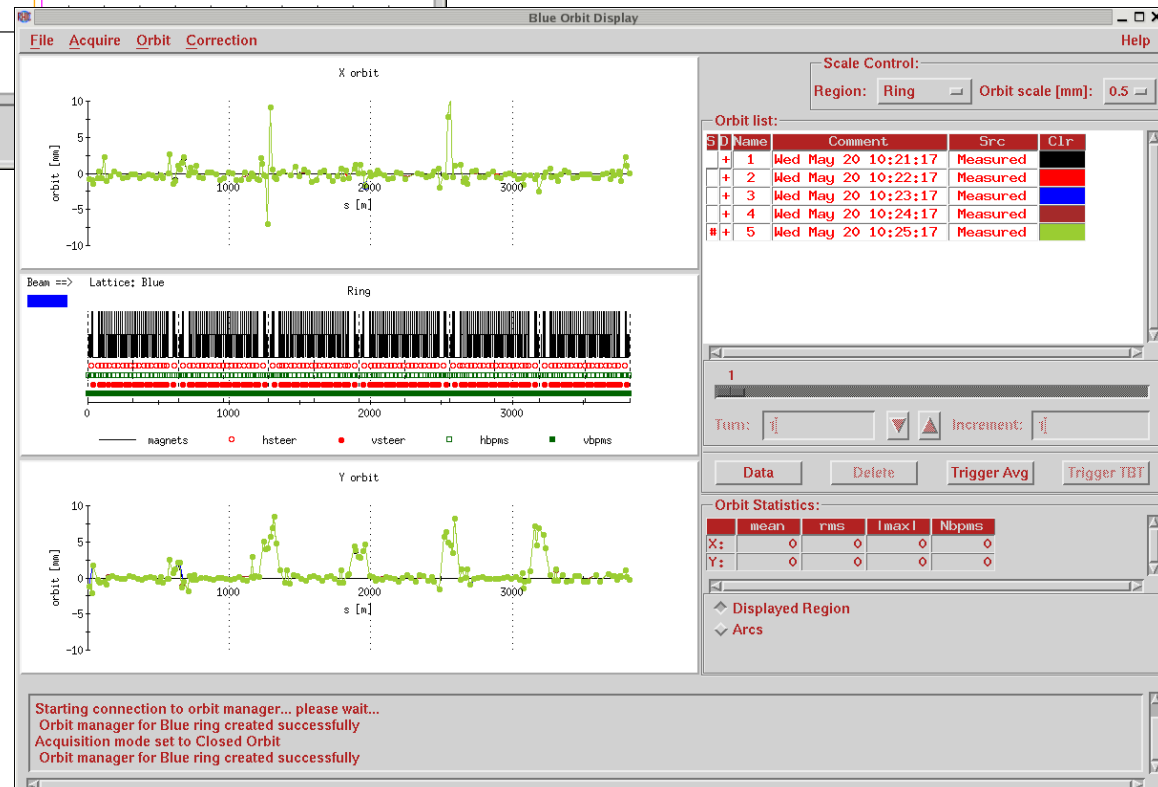 Blue Orbit Display
File Acquire Orbit Correction Help
X orbit
10
5
0
-5
-10
orbit [mm]
1000 2000 3000
s [m]
Beam ==> Lattice: Blue
Ring
0 1000 2000 3000
magnets hsteer vsteer hbpms vbpms
Y orbit
10
5
0
-5
-10
orbit [mm]
1000 2000 3000
s [m]
Scale Control:
Region: Ring Orbit scale [mm]: 0.5
Orbit list:
S D Name Comment Src Clr
+ 1 Wed May 20 10:21:17 Measured
+ 2 Wed May 20 10:22:17 Measured
+ 3 Wed May 20 10:23:17 Measured
+ 4 Wed May 20 10:24:17 Measured
# + 5 Wed May 20 10:25:17 Measured
1
Turn: 1 Increment: 1
Data Delete Trigger Avg Trigger TBT
Orbit Statistics:
mean rms |max| Nbpms
X: 0 0 0 0
Y: 0 0 0 0
Displayed Region
Arcs
Starting connection to orbit manager... please wait...
Orbit manager for Blue ring created successfully
Acquisition mode set to Closed Orbit
Orbit manager for Blue ring created successfully